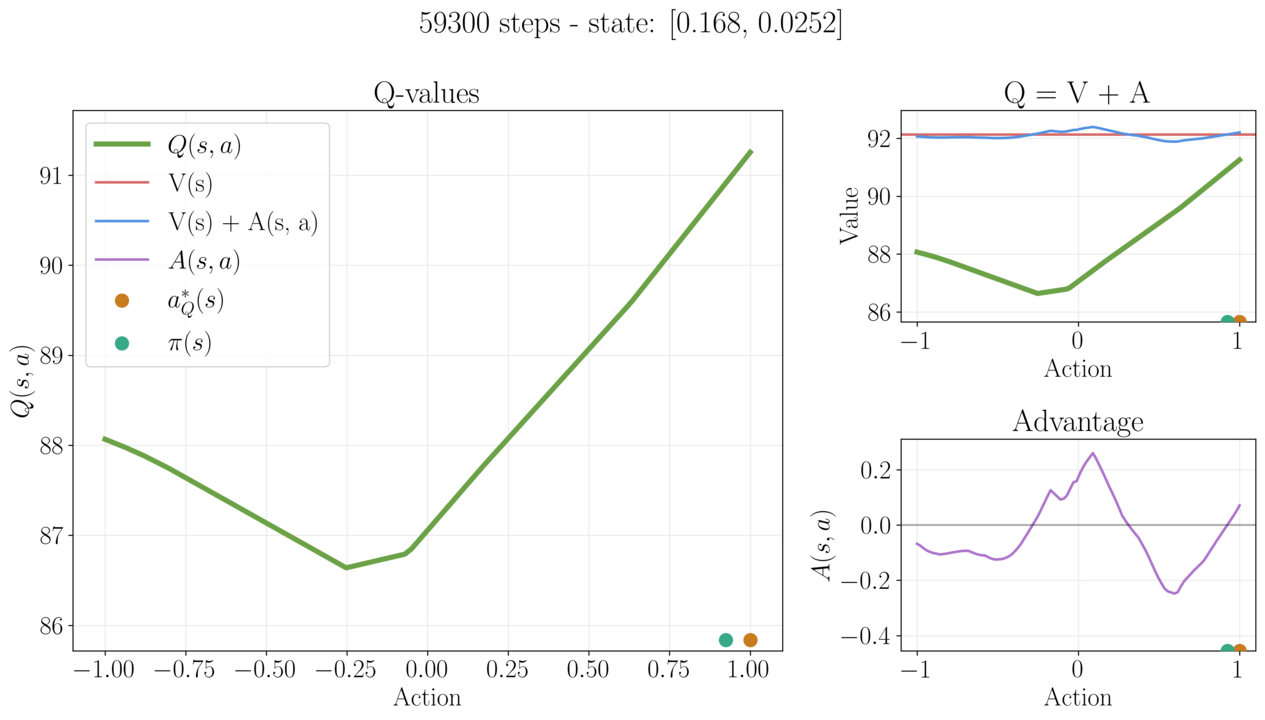 59300 steps - state: [0.168, 0.0252]
Q-values
Q(s, a)
V(s)
V(s) + A(s, a)
A(s, a)
a*_Q(s)
π(s)
91
90
89
88
87
86
Q(s, a)
−1.00 −0.75 −0.50 −0.25 0.00 0.25 0.50 0.75 1.00
Action
Q = V + A
92
90
88
86
Value
−1 0 1
Action
Advantage
0.2
0.0
−0.2
−0.4
A(s, a)
−1 0 1
Action